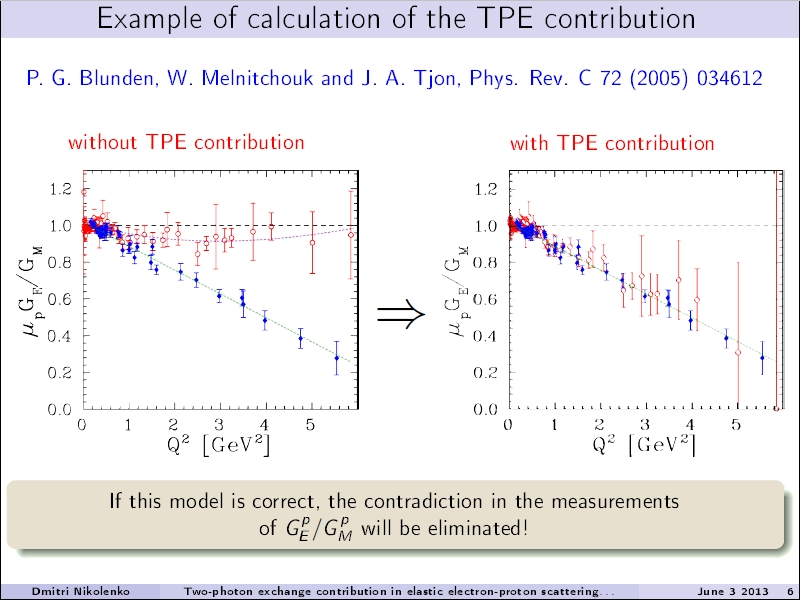 Example of calculation of the TPE contribution
P. G. Blunden, W. Melnitchouk and J. A. Tjon, Phys. Rev. C 72 (2005) 034612
without TPE contribution
with TPE contribution
1.2
1.0
0.8
0.6
0.4
0.2
0.0
μpGE/GM
0 1 2 3 4 5
Q² [GeV²]
⇒
1.2
1.0
0.8
0.6
0.4
0.2
0.0
μpGE/GM
0 1 2 3 4 5
Q² [GeV²]
If this model is correct, the contradiction in the measurements
of G_E^p/G_M^p will be eliminated!
Dmitri Nikolenko Two-photon exchange contribution in elastic electron-proton scattering... June 3 2013 6